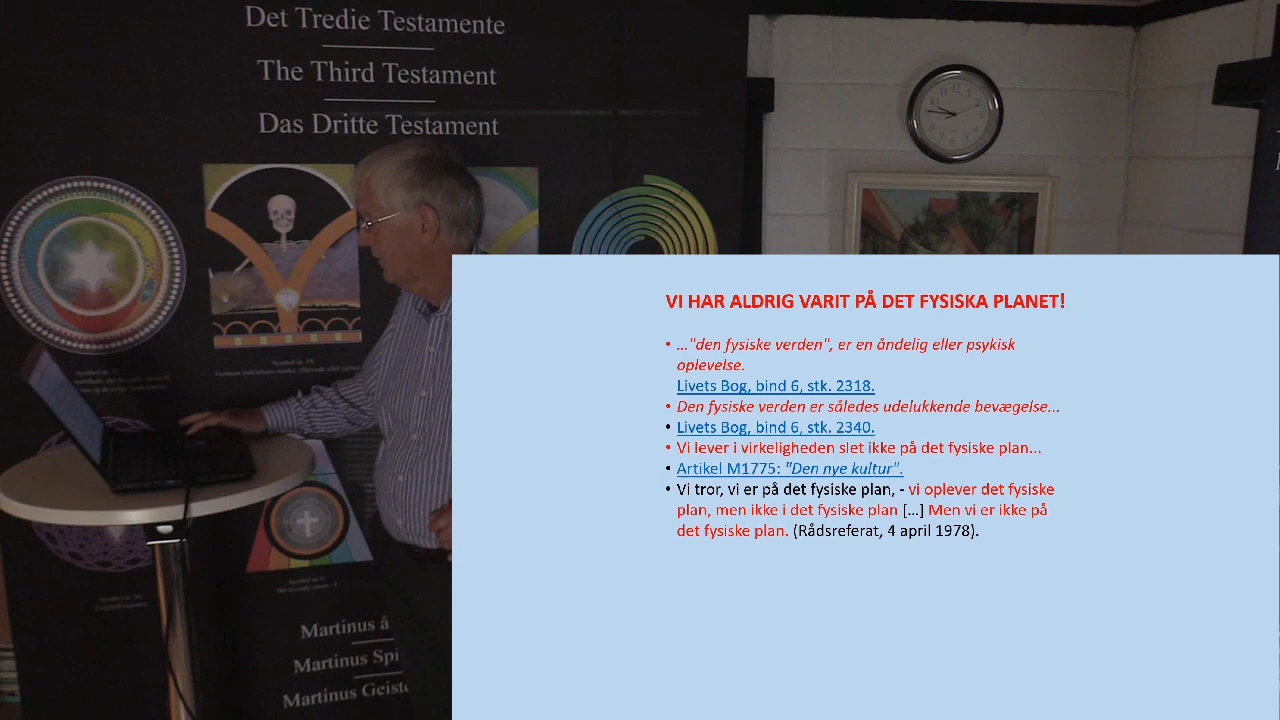 Det Tredie Testamente
The Third Testament
Das Dritte Testament
12
VI HAR ALDRIG VARIT PÅ DET FYSISKA PLANET!
• ..."den fysiske verden", er en åndelig eller psykisk
oplevelse.
Livets Bog, bind 6, stk. 2318.
• Den fysiske verden er således udelukkende bevægelse...
• Livets Bog, bind 6, stk. 2340.
• Vi lever i virkeligheden slet ikke på det fysiske plan...
• Artikel M1775: "Den nye kultur".
• Vi tror, vi er på det fysiske plan, - vi oplever det fysiske
plan, men ikke i det fysiske plan [...] Men vi er ikke på
det fysiske plan. (Rådsreferat, 4 april 1978).
Martinus å
Martinus Spi
Martinus Geist